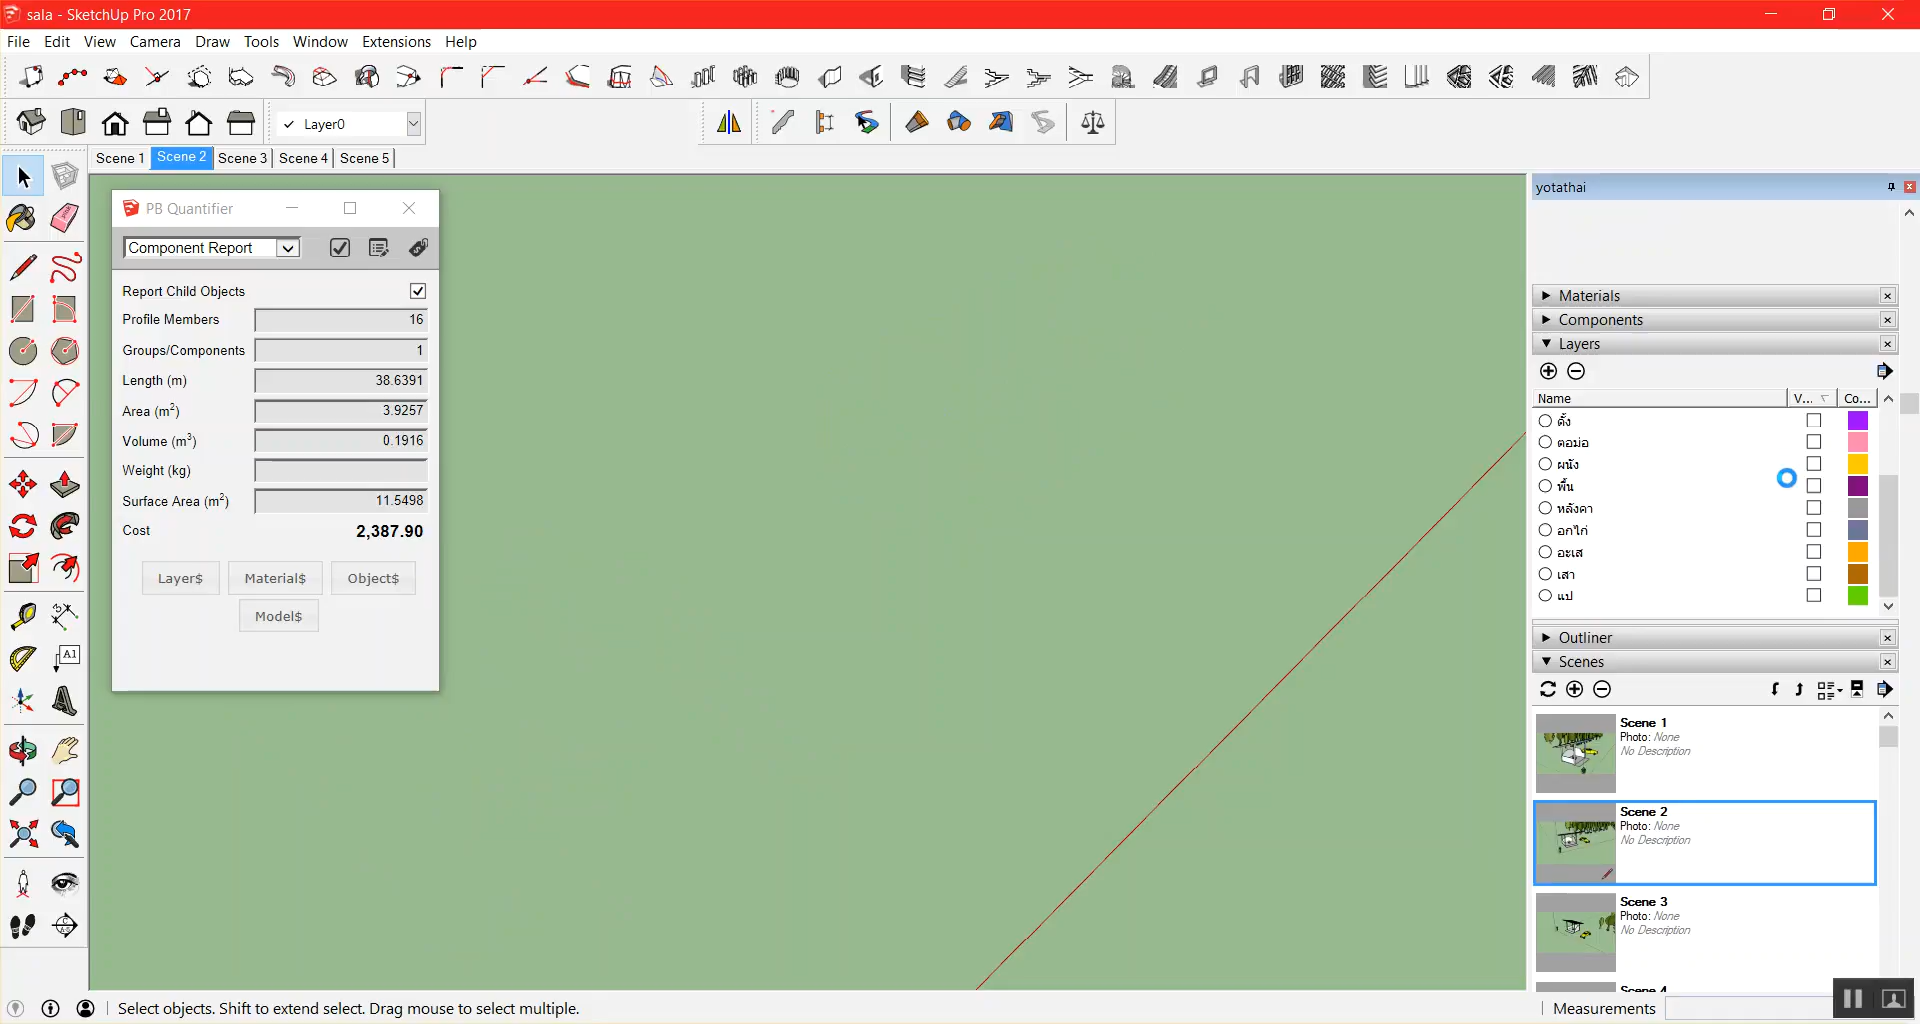 sala - SketchUp Pro 2017
File Edit View Camera Draw Tools Window Extensions Help
Layer0
Scene 1 Scene 2 Scene 3 Scene 4 Scene 5
PB Quantifier
Component Report
Report Child Objects
Profile Members 16
Groups/Components 1
Length (m) 38.6391
Area (m2) 3.9257
Volume (m3) 0.1916
Weight (kg)
Surface Area (m2) 11.5498
Cost 2,387.90
Layer$ Material$ Object$
Model$
yotathai
Materials
Components
Layers
Name V... Co...
ดั้ง
ตอม่อ
ผนัง
พื้น
หลังคา
อกไก่
อะเส
เสา
แป
Outliner
Scenes
Scene 1
Photo: None
No Description
Scene 2
Photo: None
No Description
Scene 3
Photo: None
No Description
Scene 4
A1
Select objects. Shift to extend select. Drag mouse to select multiple.
Measurements